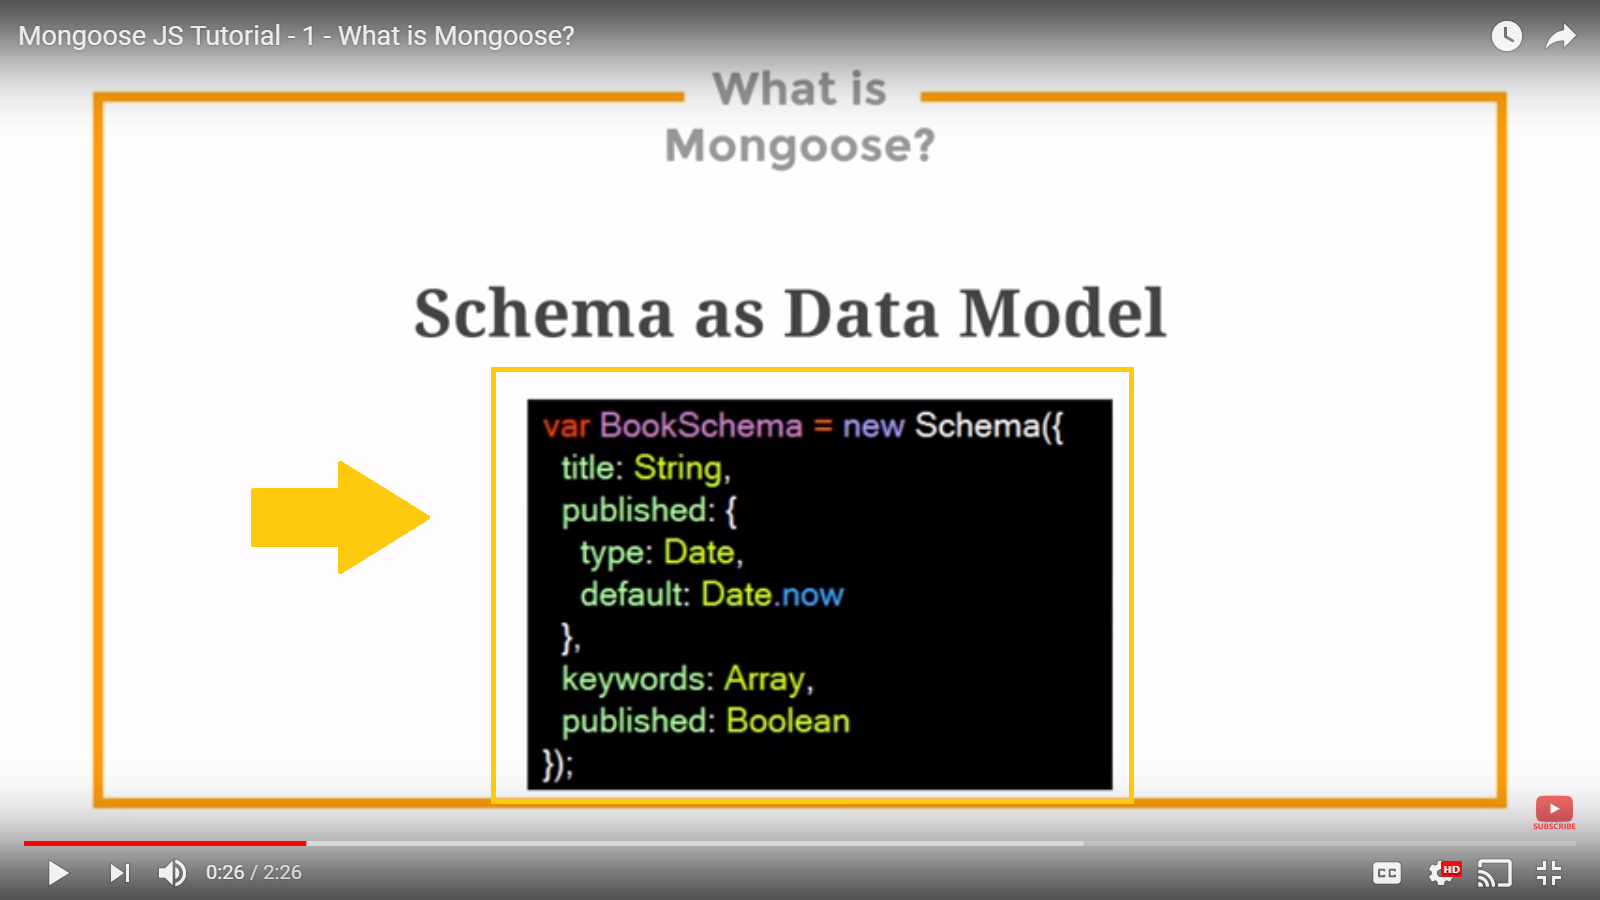 Mongoose JS Tutorial - 1 - What is Mongoose?
What is
Mongoose?
Schema as Data Model
var BookSchema = new Schema({
title: String,
published: {
type: Date,
default: Date.now
},
keywords: Array,
published: Boolean
});
SUBSCRIBE
0:26 / 2:26
CC
HD